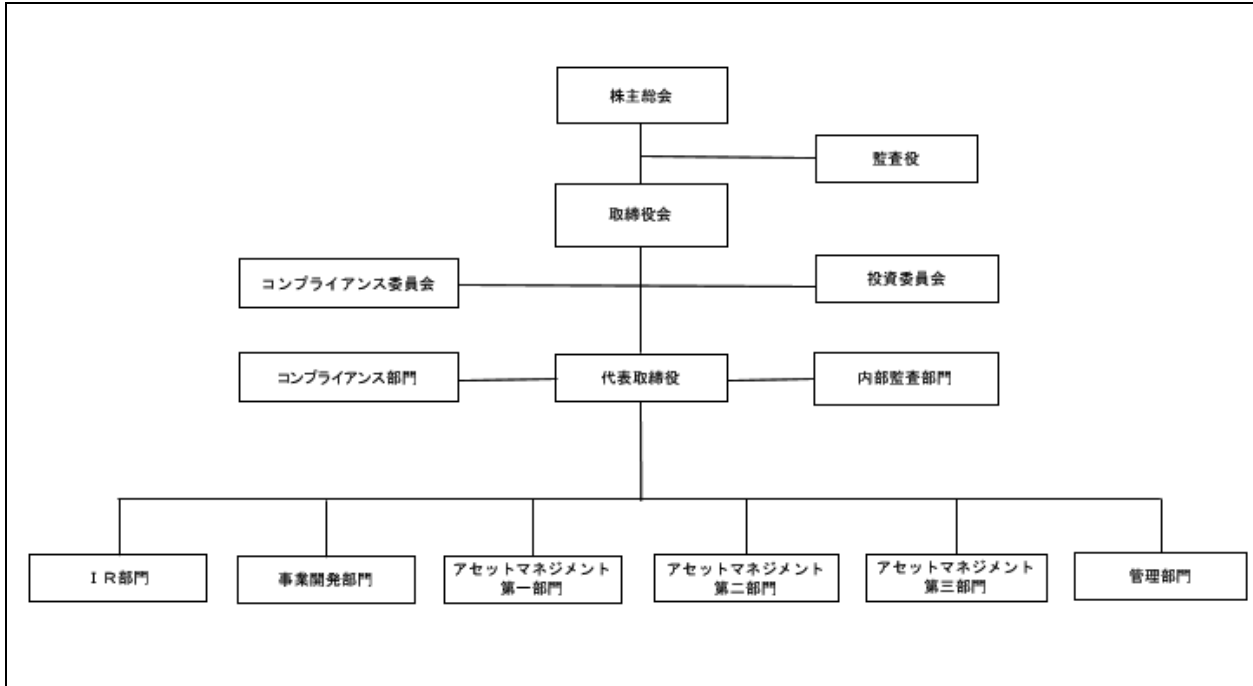 株主総会
監査役
取締役会
コンプライアンス委員会
投資委員会
コンプライアンス部門
代表取締役
内部監査部門
ＩＲ部門
事業開発部門
アセットマネジメント
第一部門
アセットマネジメント
第二部門
アセットマネジメント
第三部門
管理部門